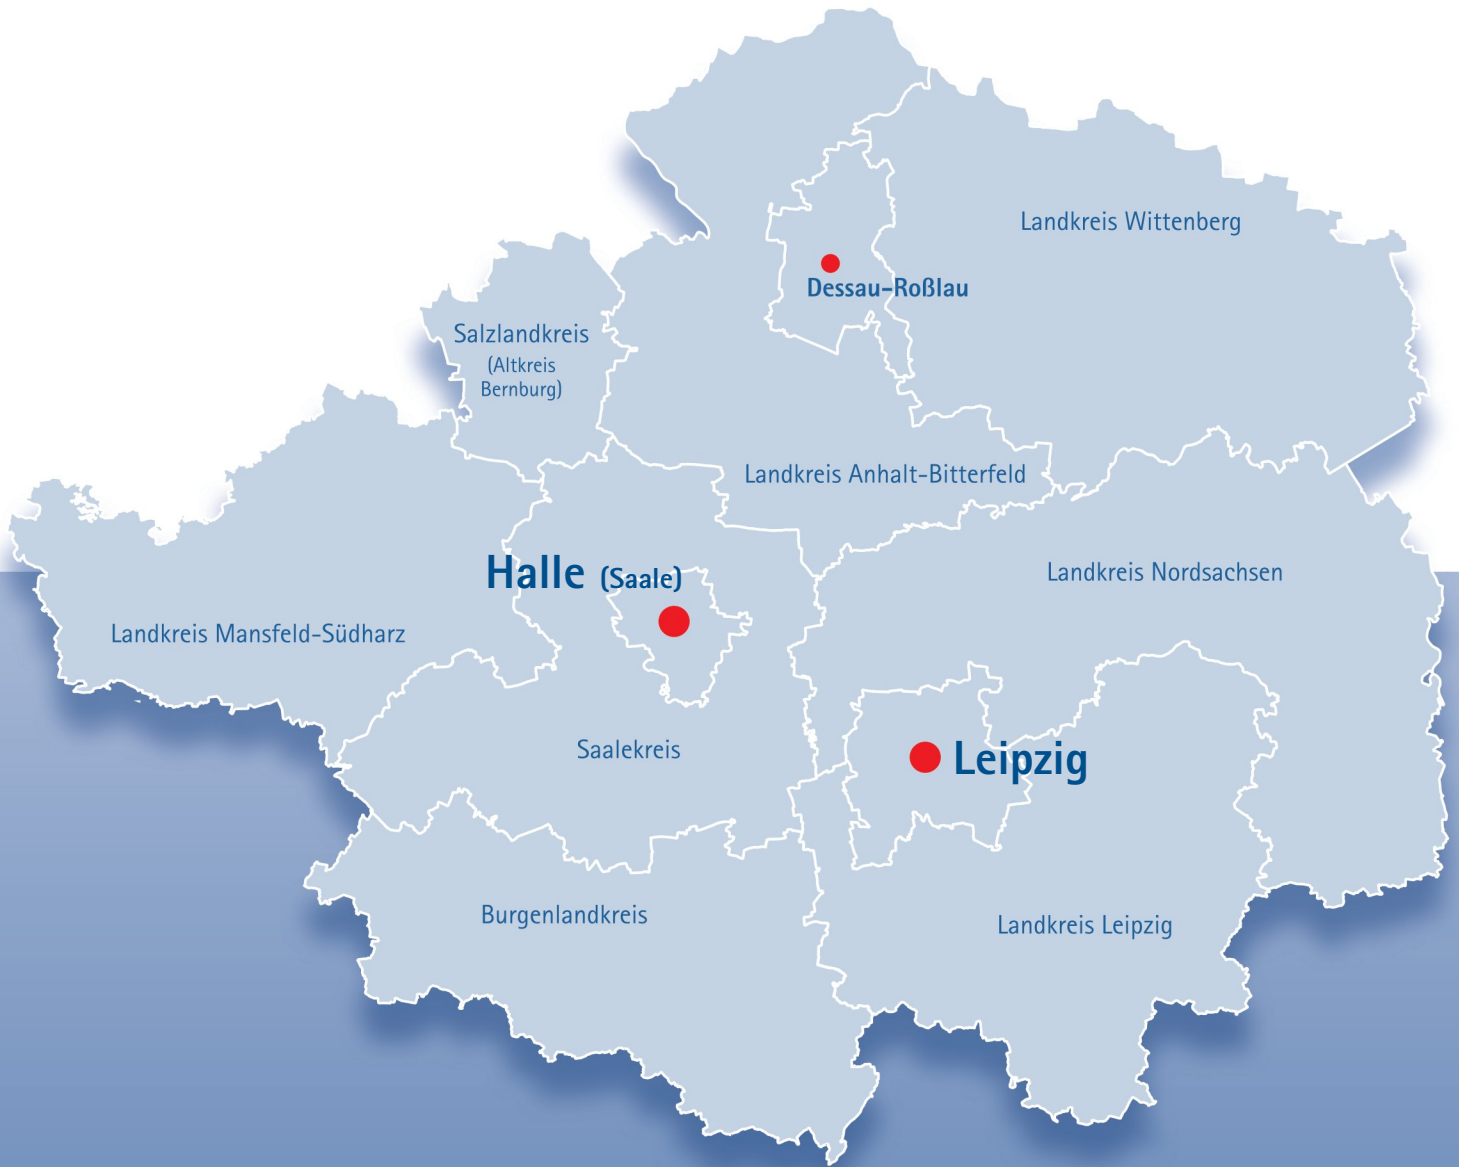 Landkreis Wittenberg
Dessau-Roßlau
Salzlandkreis
(Altkreis
Bernburg)
Landkreis Anhalt-Bitterfeld
Halle (Saale)
Landkreis Nordsachsen
Landkreis Mansfeld-Südharz
Saalekreis
Leipzig
Burgenlandkreis
Landkreis Leipzig